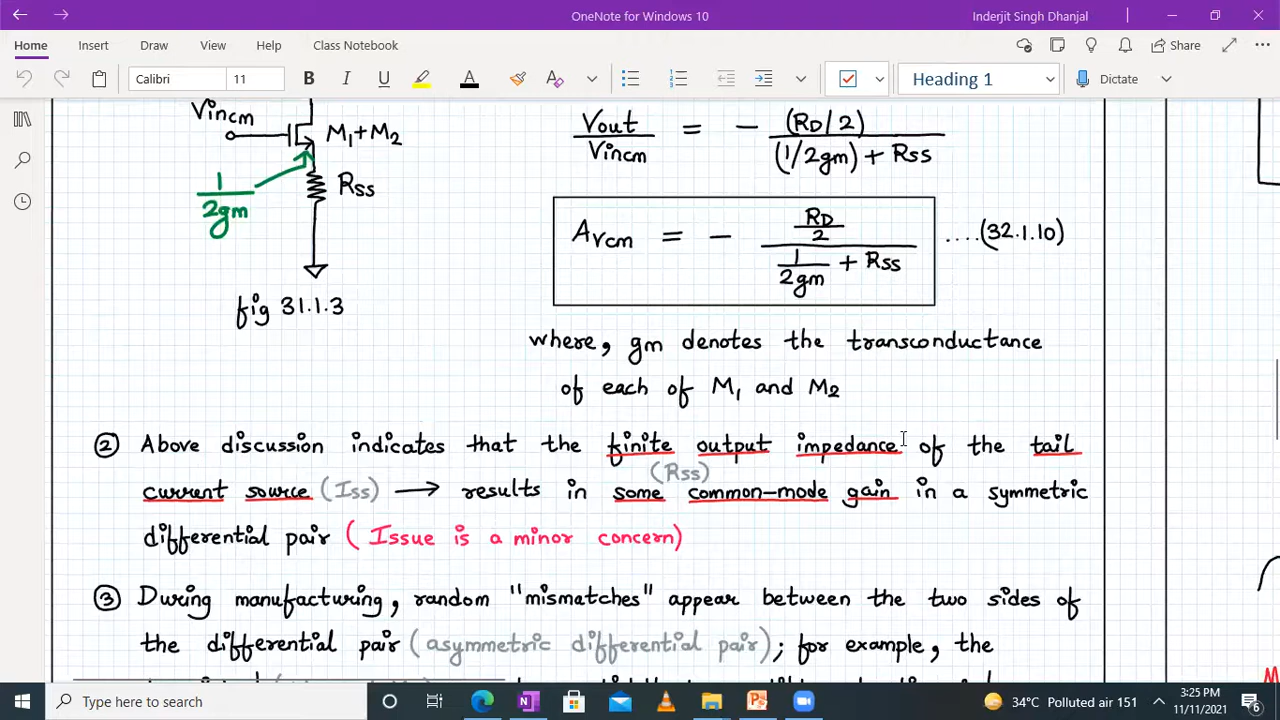 OneNote for Windows 10
Inderjit Singh Dhanjal
Home Insert Draw View Help Class Notebook
Share
Calibri 11 B I U A Heading 1 Dictate
Vincm
M1+M2
1
2gm
Rss
fig 31.1.3
Vout / Vincm = - (RD/2) / (1/2gm) + Rss
Avcm = - RD/2 / 1/2gm + Rss ....(32.1.10)
where, gm denotes the transconductance
of each of M1 and M2
② Above discussion indicates that the finite output impedance of the tail
(Rss)
current source (Iss) → results in some common-mode gain in a symmetric
differential pair (Issue is a minor concern)
③ During manufacturing, random "mismatches" appear between the two sides of
the differential pair (asymmetric differential pair); for example, the
Type here to search
34°C Polluted air 151
3:25 PM
11/11/2021
6